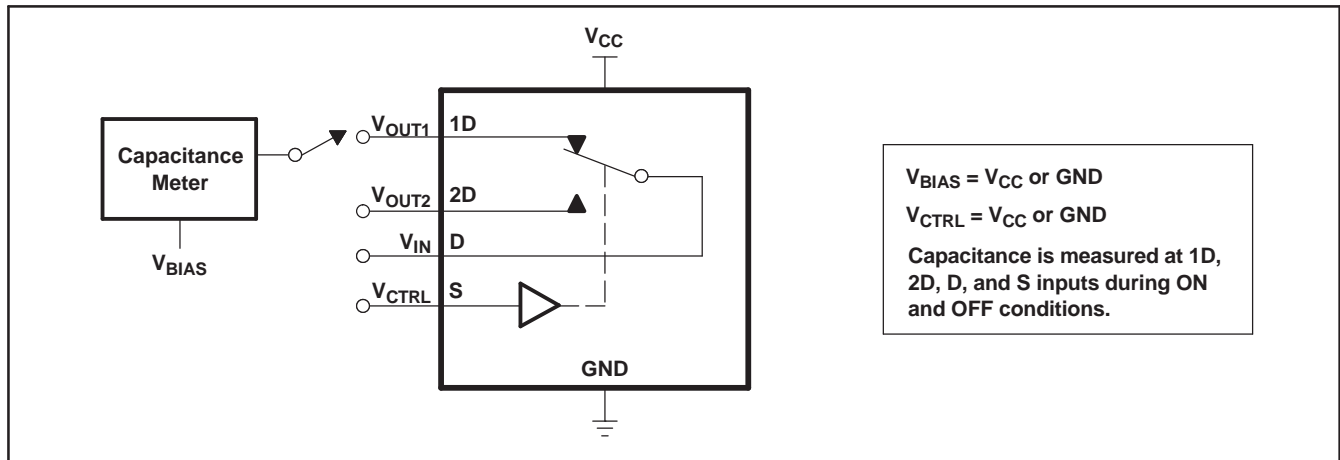 VCC
VOUT1 1D
Capacitance
Meter
VOUT2 2D
VIN D
VBIAS
VCTRL S
GND
VBIAS = VCC or GND
VCTRL = VCC or GND
Capacitance is measured at 1D,
2D, D, and S inputs during ON
and OFF conditions.